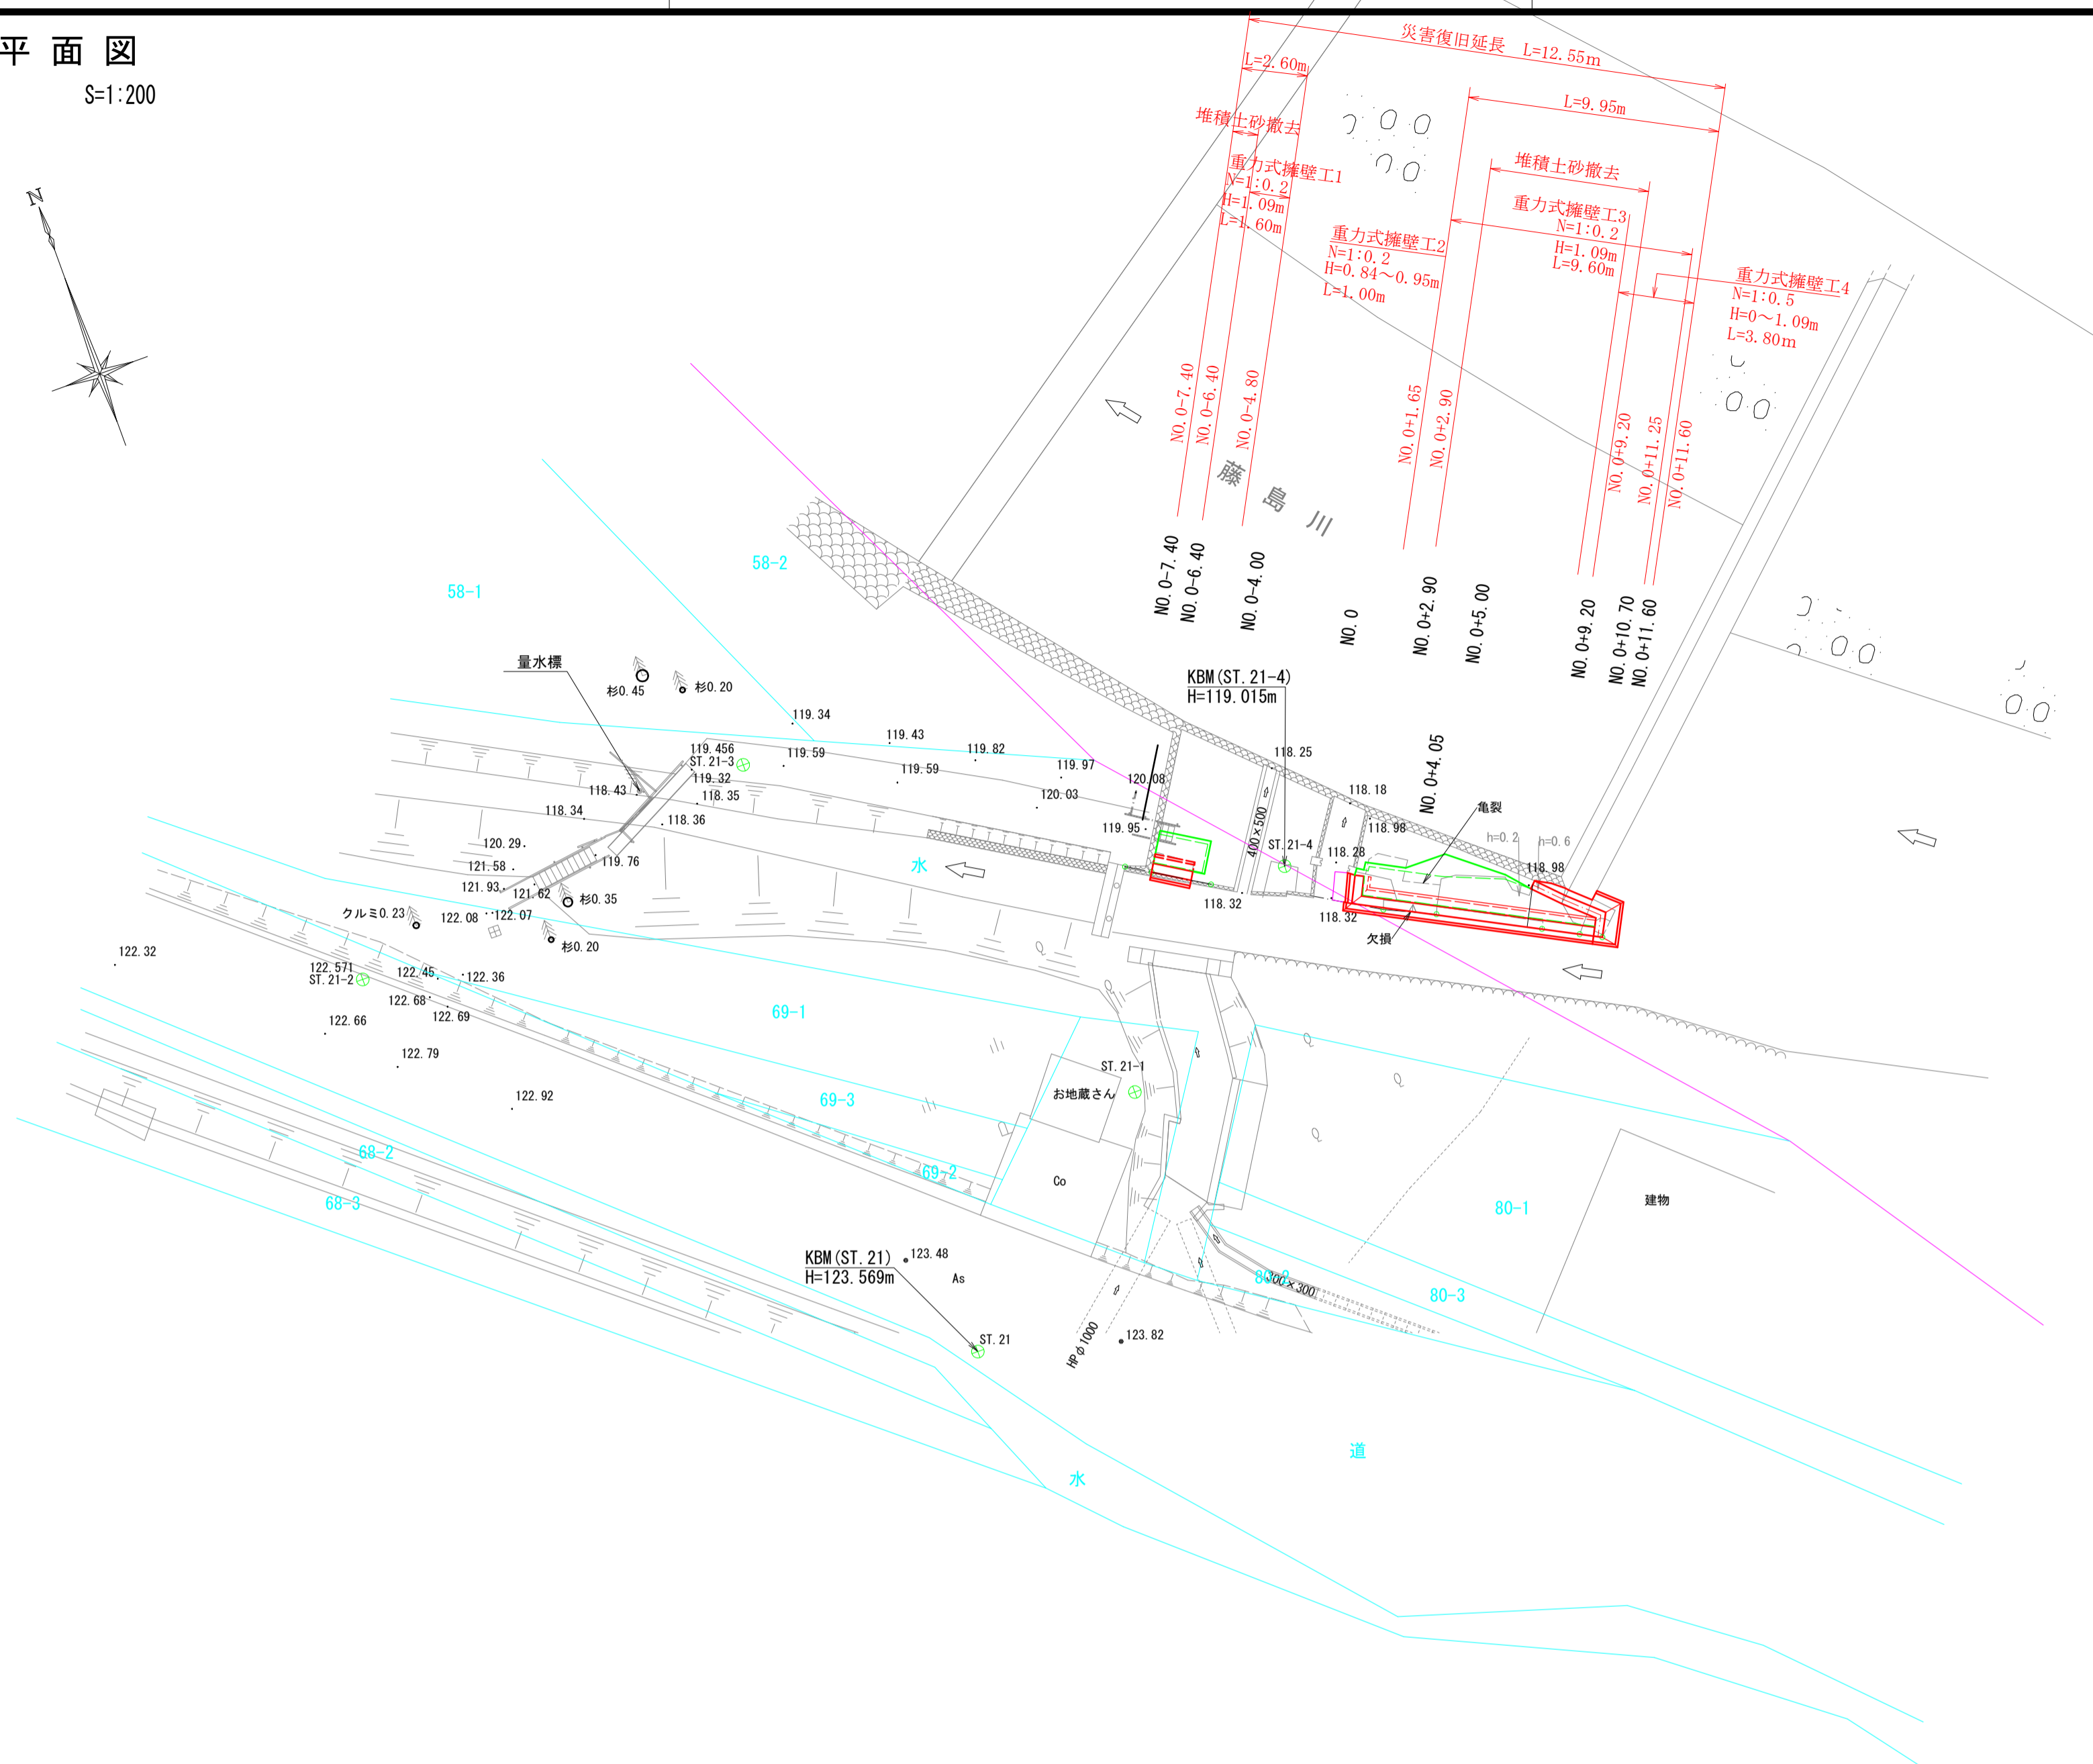 平面図
S=1:200
N
災害復旧延長 L=12.55m
L=2.60m
L=9.95m
堆積土砂撤去
重力式擁壁工1
N=1:0.2
H=1.09m
L=1.60m
重力式擁壁工2
N=1:0.2
H=0.84～0.95m
L=1.00m
堆積土砂撤去
重力式擁壁工3
N=1:0.2
H=1.09m
L=9.60m
重力式擁壁工4
N=1:0.5
H=0～1.09m
L=3.80m
NO.0-7.40
NO.0-6.40
NO.0-4.80
NO.0+1.65
NO.0+2.90
NO.0+9.20
NO.0+11.25
NO.0+11.60
藤島川
NO.0-7.40
NO.0-6.40
NO.0-4.00
NO.0
NO.0+2.90
NO.0+5.00
NO.0+9.20
NO.0+10.70
NO.0+11.60
NO.0+4.05
58-1
58-2
量水標
杉0.45
杉0.20
KBM(ST.21-4)
H=119.015m
119.34
119.43
119.82
119.97
120.08
119.456
ST.21-3
119.59
119.59
120.03
119.95
119.32
118.43
118.35
118.34
118.36
118.25
118.18
118.98
400×500
ST.21-4
118.28
118.32
118.32
亀裂
h=0.2
h=0.6
118.98
欠損
水
120.29
119.76
121.58
121.93
121.62
杉0.35
クルミ0.23
122.08
122.07
杉0.20
122.32
122.571
ST.21-2
122.45
122.36
122.68
122.69
122.66
122.79
122.92
69-1
69-3
69-2
68-2
68-3
ST.21-1
お地蔵さん
Co
KBM(ST.21)
H=123.569m
123.48
As
ST.21
123.82
HPφ1000
300×300
80-1
80-3
建物
道
水